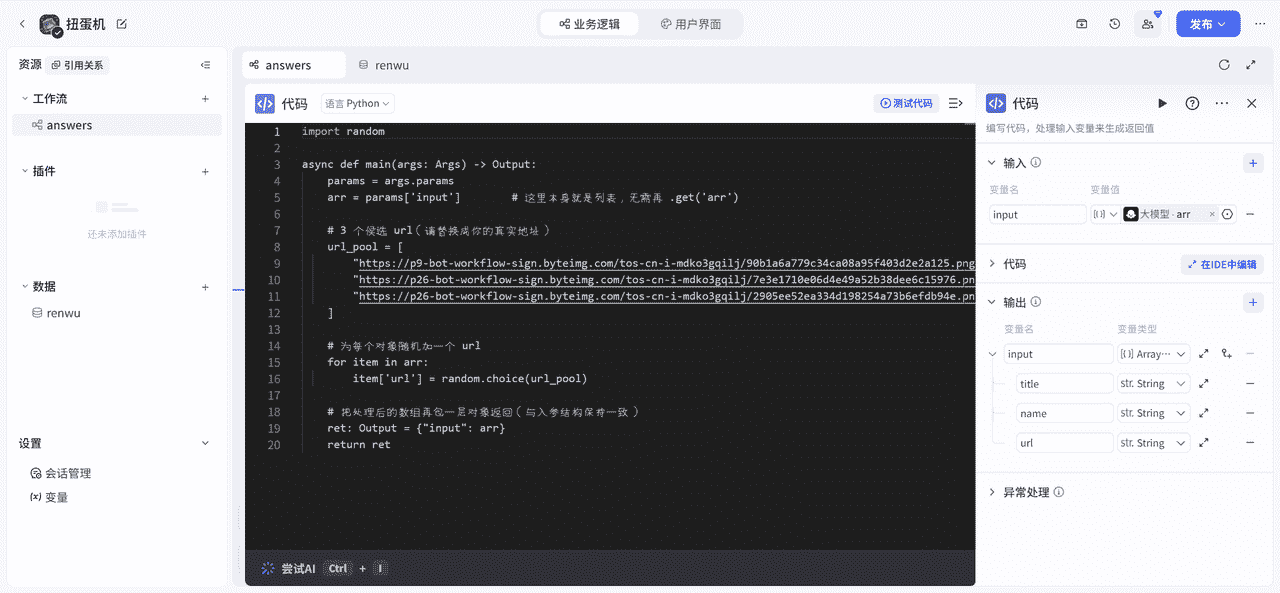 扭蛋机
业务逻辑
用户界面
发布
资源
引用关系
工作流
answers
插件
还未添加插件
数据
renwu
设置
会话管理
(x) 变量
answers
renwu
代码
语言 Python
测试代码
1 import random
2
3 async def main(args: Args) -> Output:
4 params = args.params
5 arr = params['input'] # 这里本身就是列表，无需再 .get('arr')
6
7 # 3 个候选 url（请替换成你的真实地址）
8 url_pool = [
9 "https://p9-bot-workflow-sign.byteimg.com/tos-cn-i-mdko3gqilj/90b1a6a779c34ca08a95f403d2e2a125.png
10 "https://p26-bot-workflow-sign.byteimg.com/tos-cn-i-mdko3gqilj/7e3e1710e06d4e49a52b38dee6c15976.pn
11 "https://p26-bot-workflow-sign.byteimg.com/tos-cn-i-mdko3gqilj/2905ee52ea334d198254a73b6efdb94e.pn
12 ]
13
14 # 为每个对象随机加一个 url
15 for item in arr:
16 item['url'] = random.choice(url_pool)
17
18 # 把处理后的数组再包一层对象返回（与入参结构保持一致）
19 ret: Output = {"input": arr}
20 return ret
尝试AI Ctrl + I
代码
编写代码，处理输入变量来生成返回值
输入
变量名 变量值
input 大模型 · arr
代码
在IDE中编辑
输出
变量名 变量类型
input Array⋯
title str. String
name str. String
url str. String
异常处理